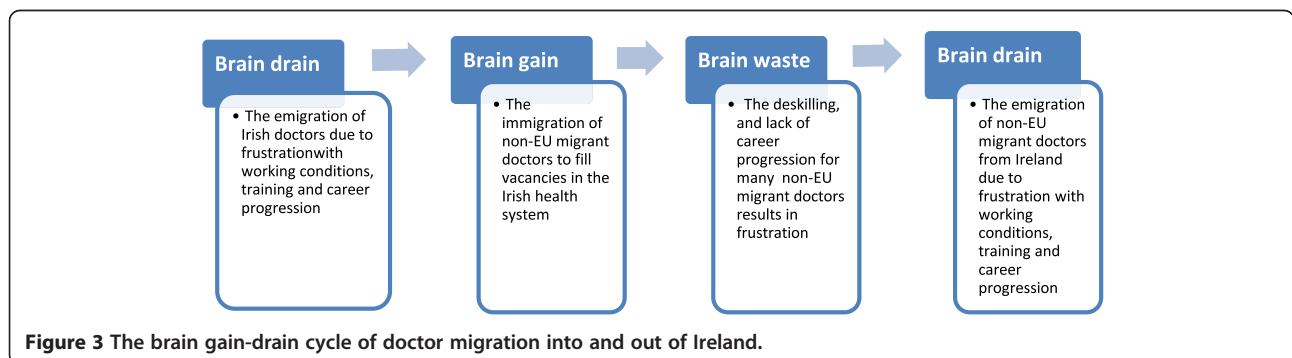 Brain drain
• The emigration of
Irish doctors due to
frustrationwith
working conditions,
training and career
progression
Brain gain
• The
immigration of
non-EU migrant
doctors to fill
vacancies in the
Irish health
system
Brain waste
• The deskilling,
and lack of
career
progression for
many non-EU
migrant doctors
results in
frustration
Brain drain
• The emigration
of non-EU
migrant doctors
from Ireland
due to
frustration with
working
conditions,
training and
career
progression
Figure 3 The brain gain-drain cycle of doctor migration into and out of Ireland.